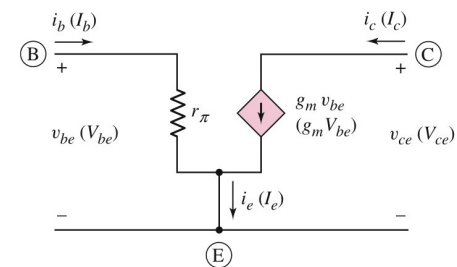 i_b (I_b)
i_c (I_c)
B
C
+
+
r_π
g_m v_be
(g_m V_be)
v_be (V_be)
v_ce (V_ce)
i_e (I_e)
–
–
E